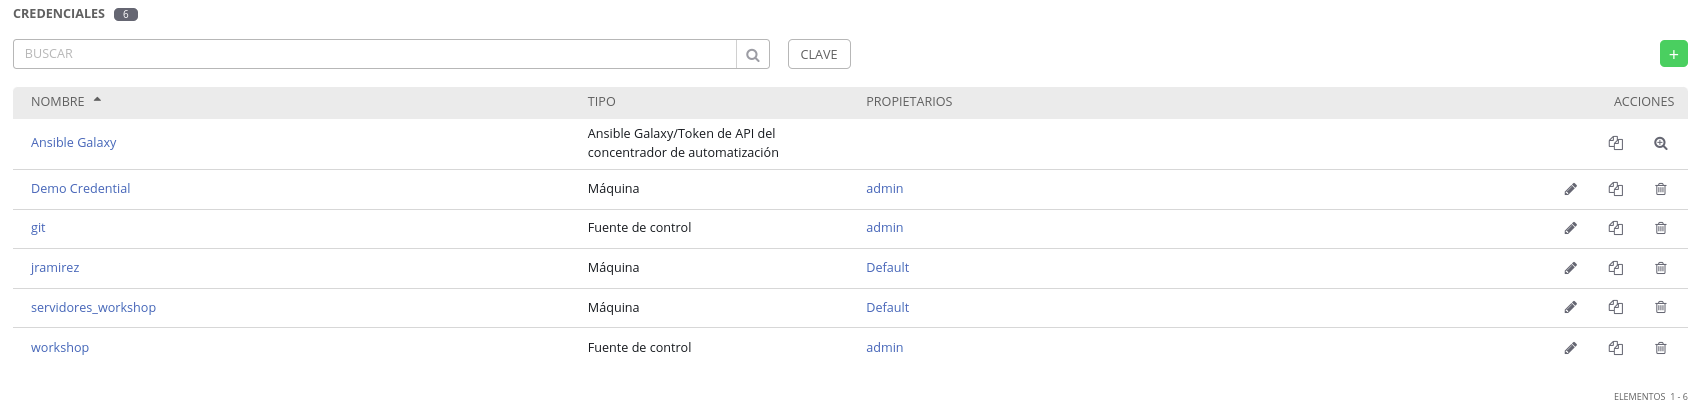 CREDENCIALES 6
BUSCAR CLAVE +
NOMBRE TIPO PROPIETARIOS ACCIONES
Ansible Galaxy Ansible Galaxy/Token de API del
concentrador de automatización
Demo Credential Máquina admin
git Fuente de control admin
jramirez Máquina Default
servidores_workshop Máquina Default
workshop Fuente de control admin
ELEMENTOS 1 - 6